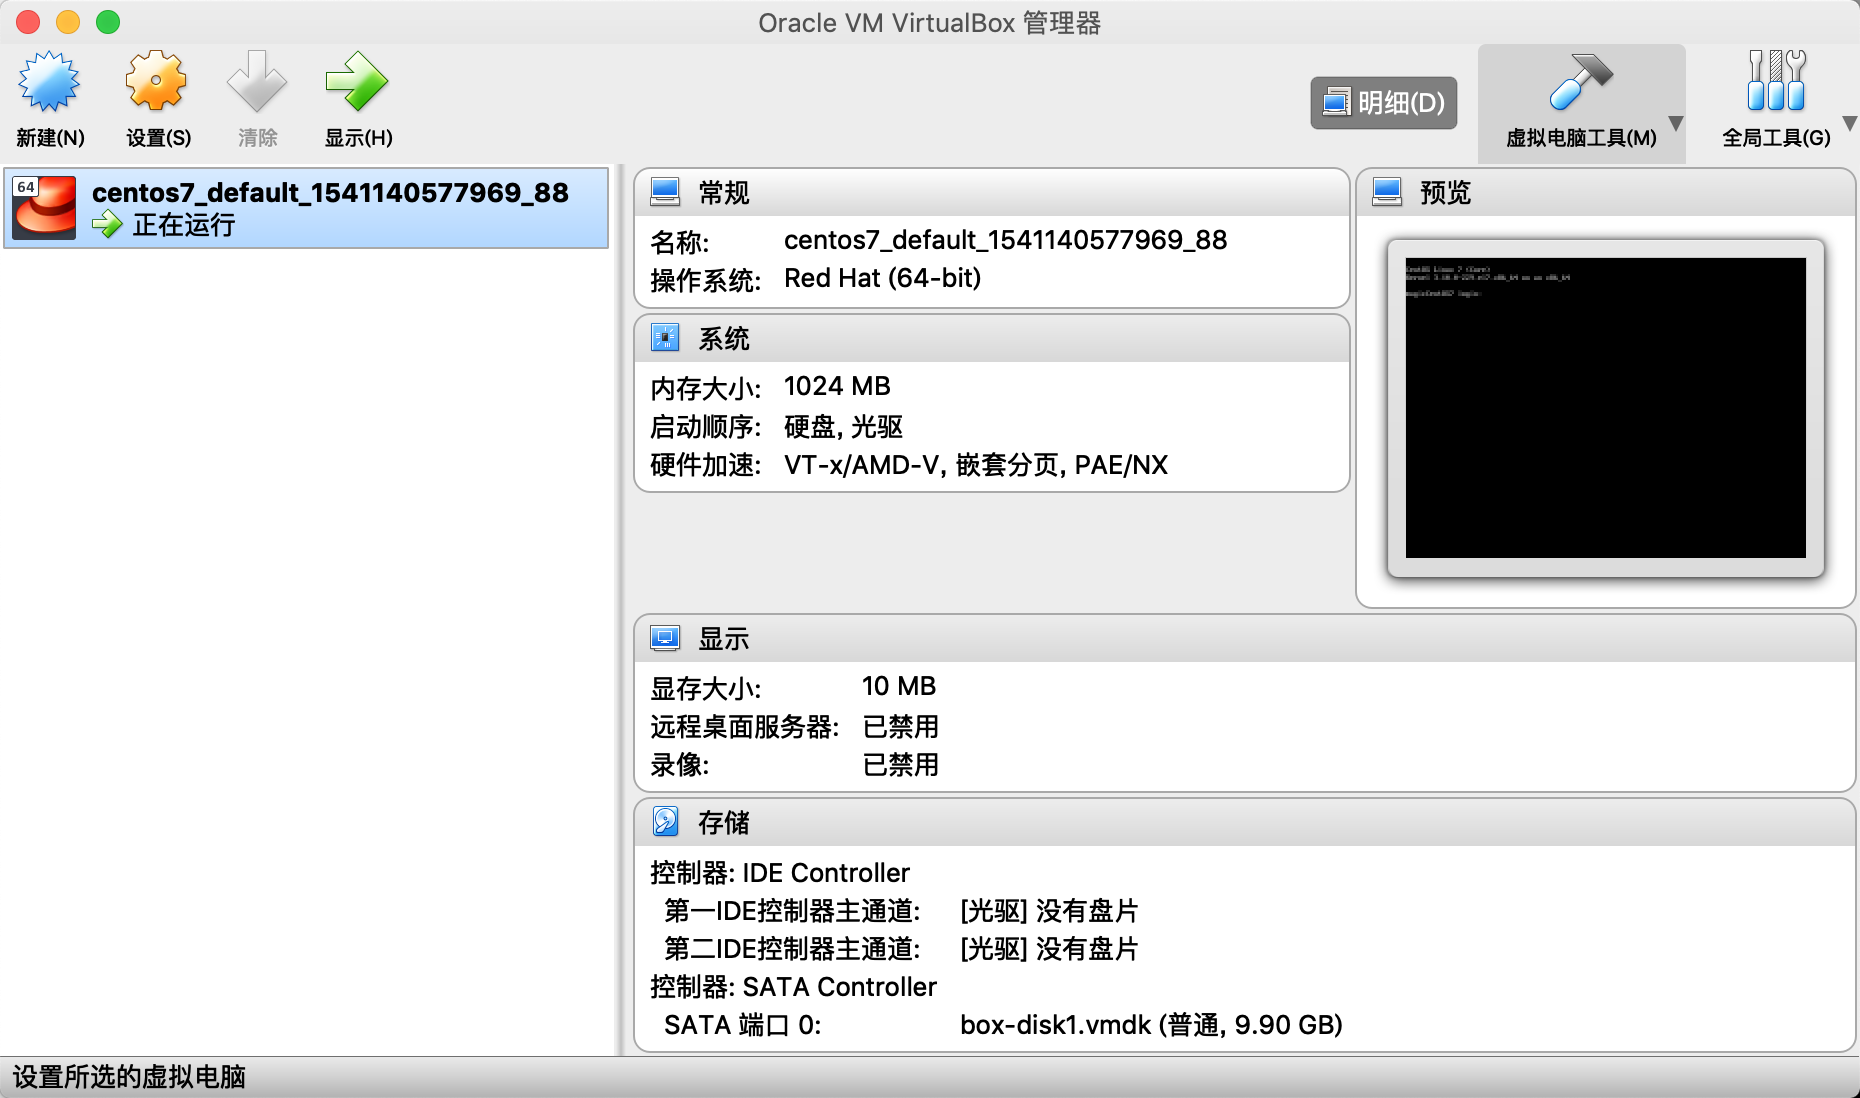 Oracle VM VirtualBox 管理器
新建(N)
设置(S)
清除
显示(H)
明细(D)
虚拟电脑工具(M)
全局工具(G)
64
centos7_default_1541140577969_88
正在运行
常规
名称: centos7_default_1541140577969_88
操作系统: Red Hat (64-bit)
系统
内存大小: 1024 MB
启动顺序: 硬盘, 光驱
硬件加速: VT-x/AMD-V, 嵌套分页, PAE/NX
预览
显示
显存大小: 10 MB
远程桌面服务器: 已禁用
录像: 已禁用
存储
控制器: IDE Controller
第一IDE控制器主通道: [光驱] 没有盘片
第二IDE控制器主通道: [光驱] 没有盘片
控制器: SATA Controller
SATA 端口 0: box-disk1.vmdk (普通, 9.90 GB)
设置所选的虚拟电脑